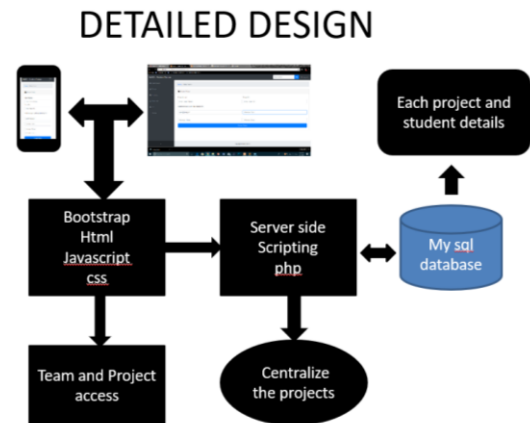 DETAILED DESIGN
Each project and
student details
Bootstrap
Html
Javascript
css
Server side
Scripting
php
My sql
database
Team and Project
access
Centralize
the projects